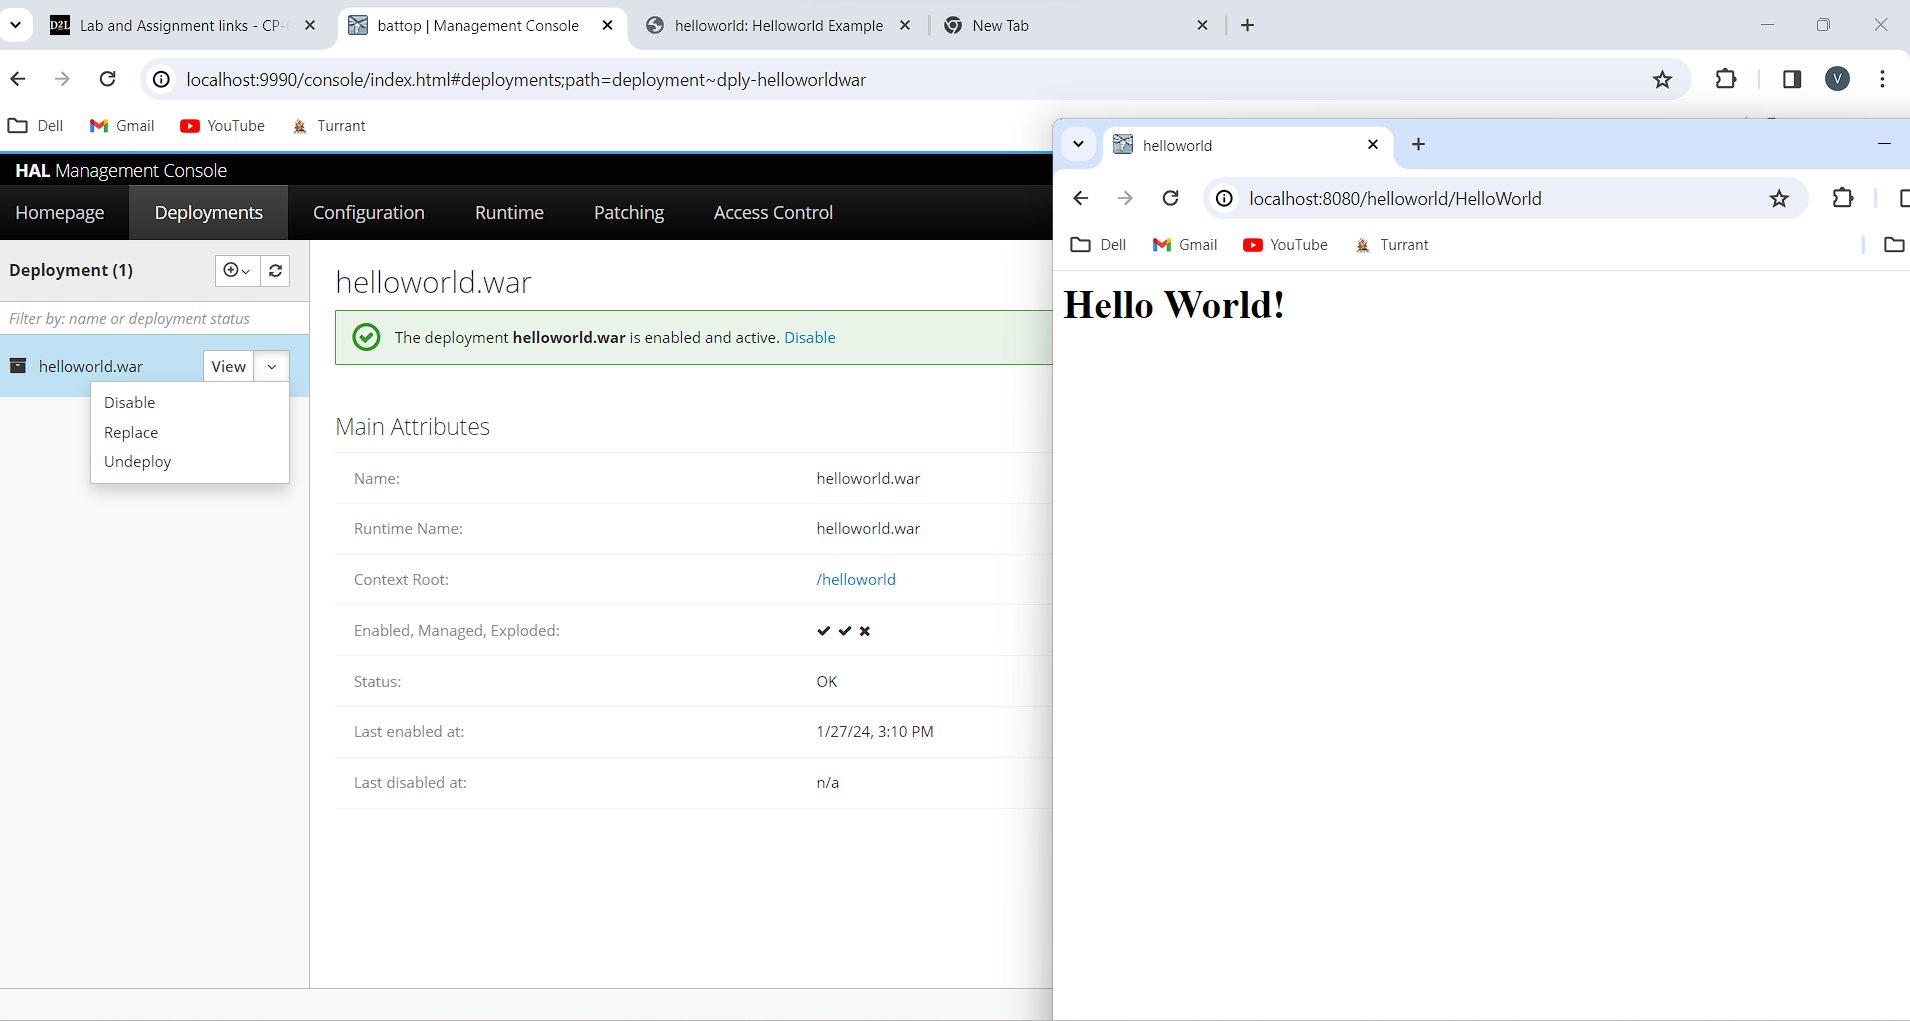 D2L Lab and Assignment links - CP-
battop | Management Console
helloworld: Helloworld Example
New Tab
localhost:9990/console/index.html#deployments;path=deployment~dply-helloworldwar
V
Dell Gmail YouTube Turrant
HAL Management Console
Homepage Deployments Configuration Runtime Patching Access Control
Deployment (1)
Filter by: name or deployment status
helloworld.war View
Disable
Replace
Undeploy
helloworld.war
The deployment helloworld.war is enabled and active. Disable
Main Attributes
Name: helloworld.war
Runtime Name: helloworld.war
Context Root: /helloworld
Enabled, Managed, Exploded:
Status: OK
Last enabled at: 1/27/24, 3:10 PM
Last disabled at: n/a
helloworld
localhost:8080/helloworld/HelloWorld
Dell Gmail YouTube Turrant
Hello World!